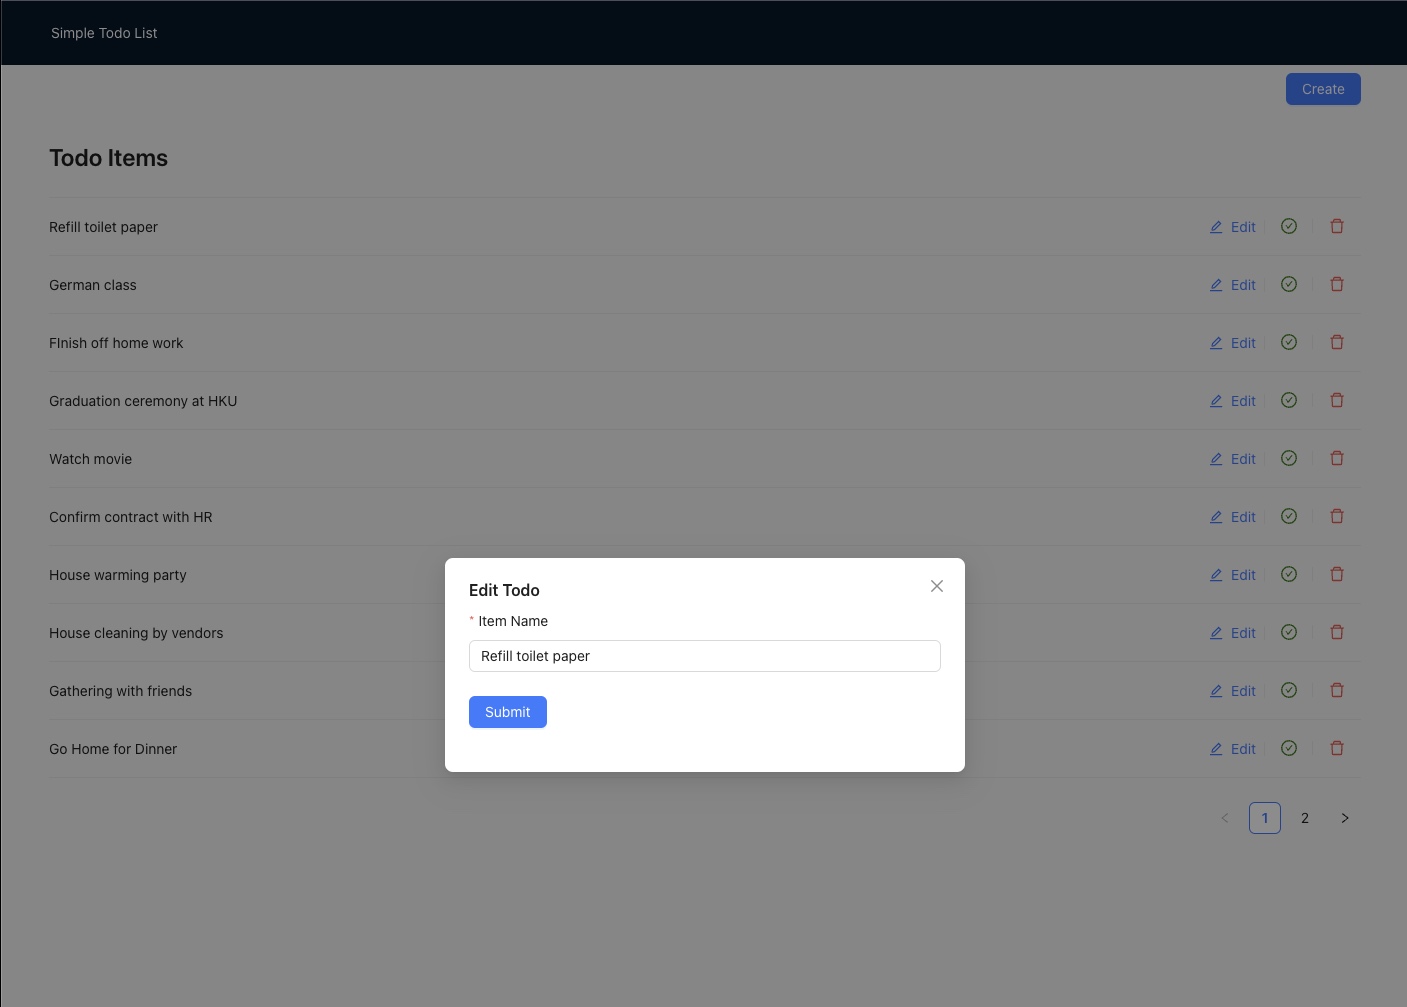 Simple Todo List
Create
Todo Items
Refill toilet paper Edit
German class Edit
FInish off home work Edit
Graduation ceremony at HKU Edit
Watch movie Edit
Confirm contract with HR Edit
House warming party Edit
Edit Todo
* Item Name
House cleaning by vendors Edit
Refill toilet paper
Gathering with friends Edit
Submit
Go Home for Dinner Edit
< 1 2 >